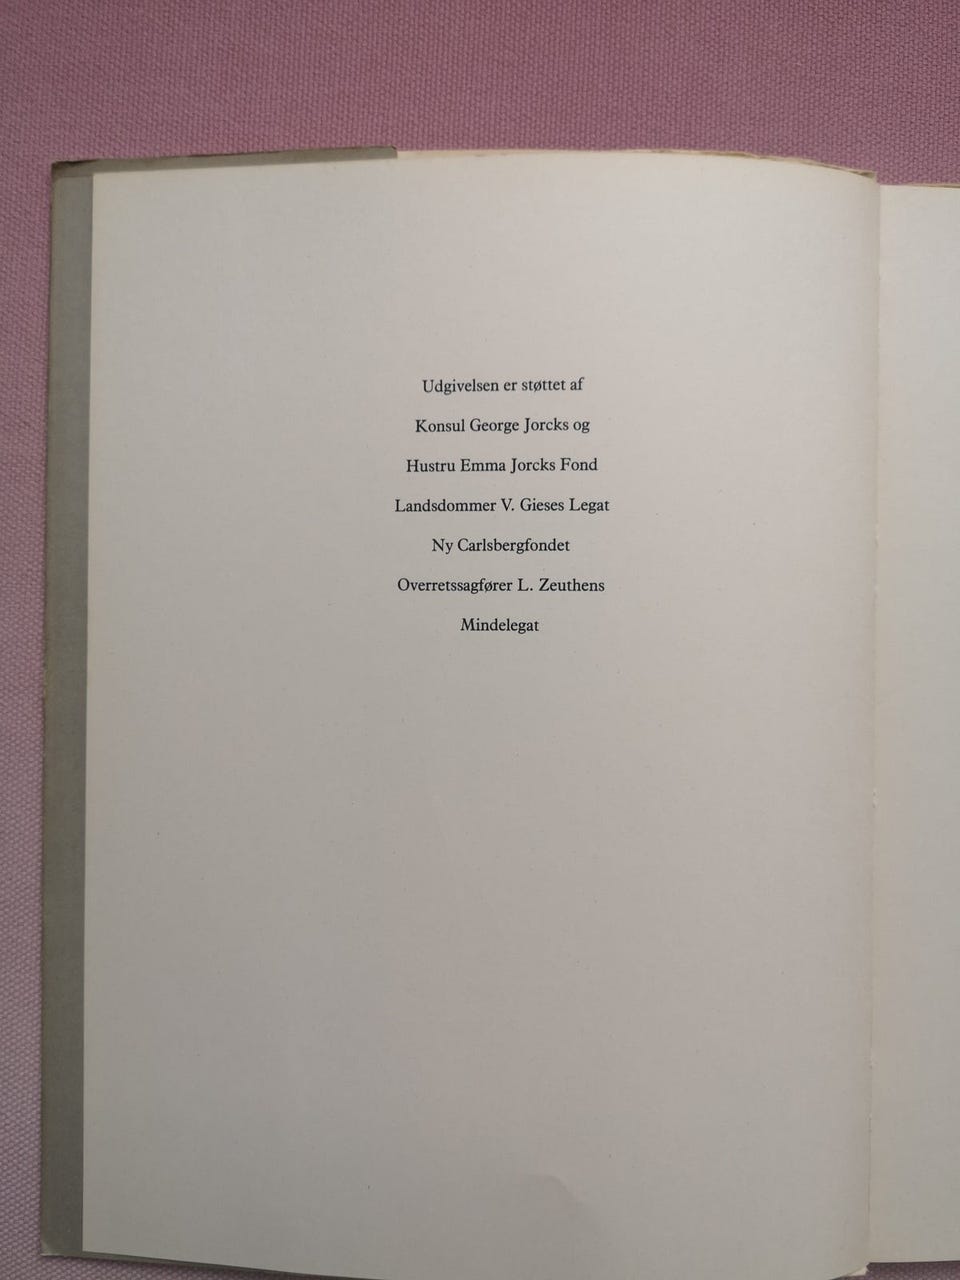 Udgivelsen er støttet af
Konsul George Jorcks og
Hustru Emma Jorcks Fond
Landsdommer V. Gieses Legat
Ny Carlsbergfondet
Overretssagfører L. Zeuthens
Mindelegat